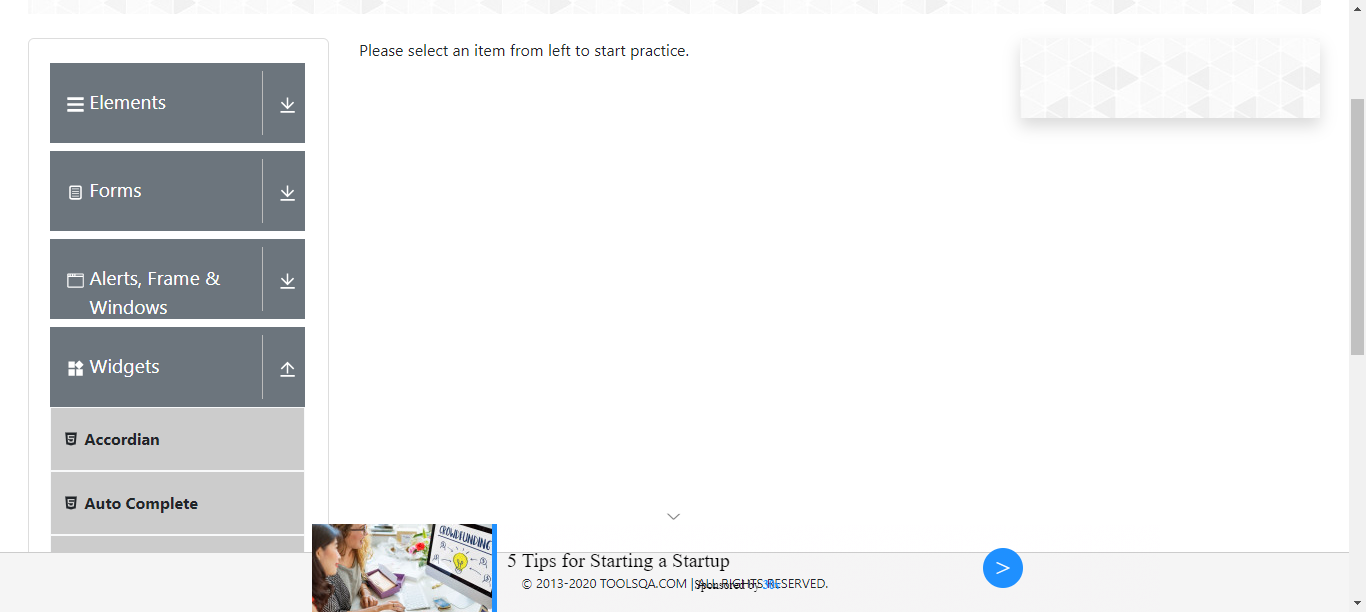 Please select an item from left to start practice.
Elements
Forms
Alerts, Frame &
Windows
Widgets
Accordian
Auto Complete
CROWDFUNDING
5 Tips for Starting a Startup
>
© 2013-2020 TOOLSQA.COM | ALL RIGHTS RESERVED.
Sponsored by